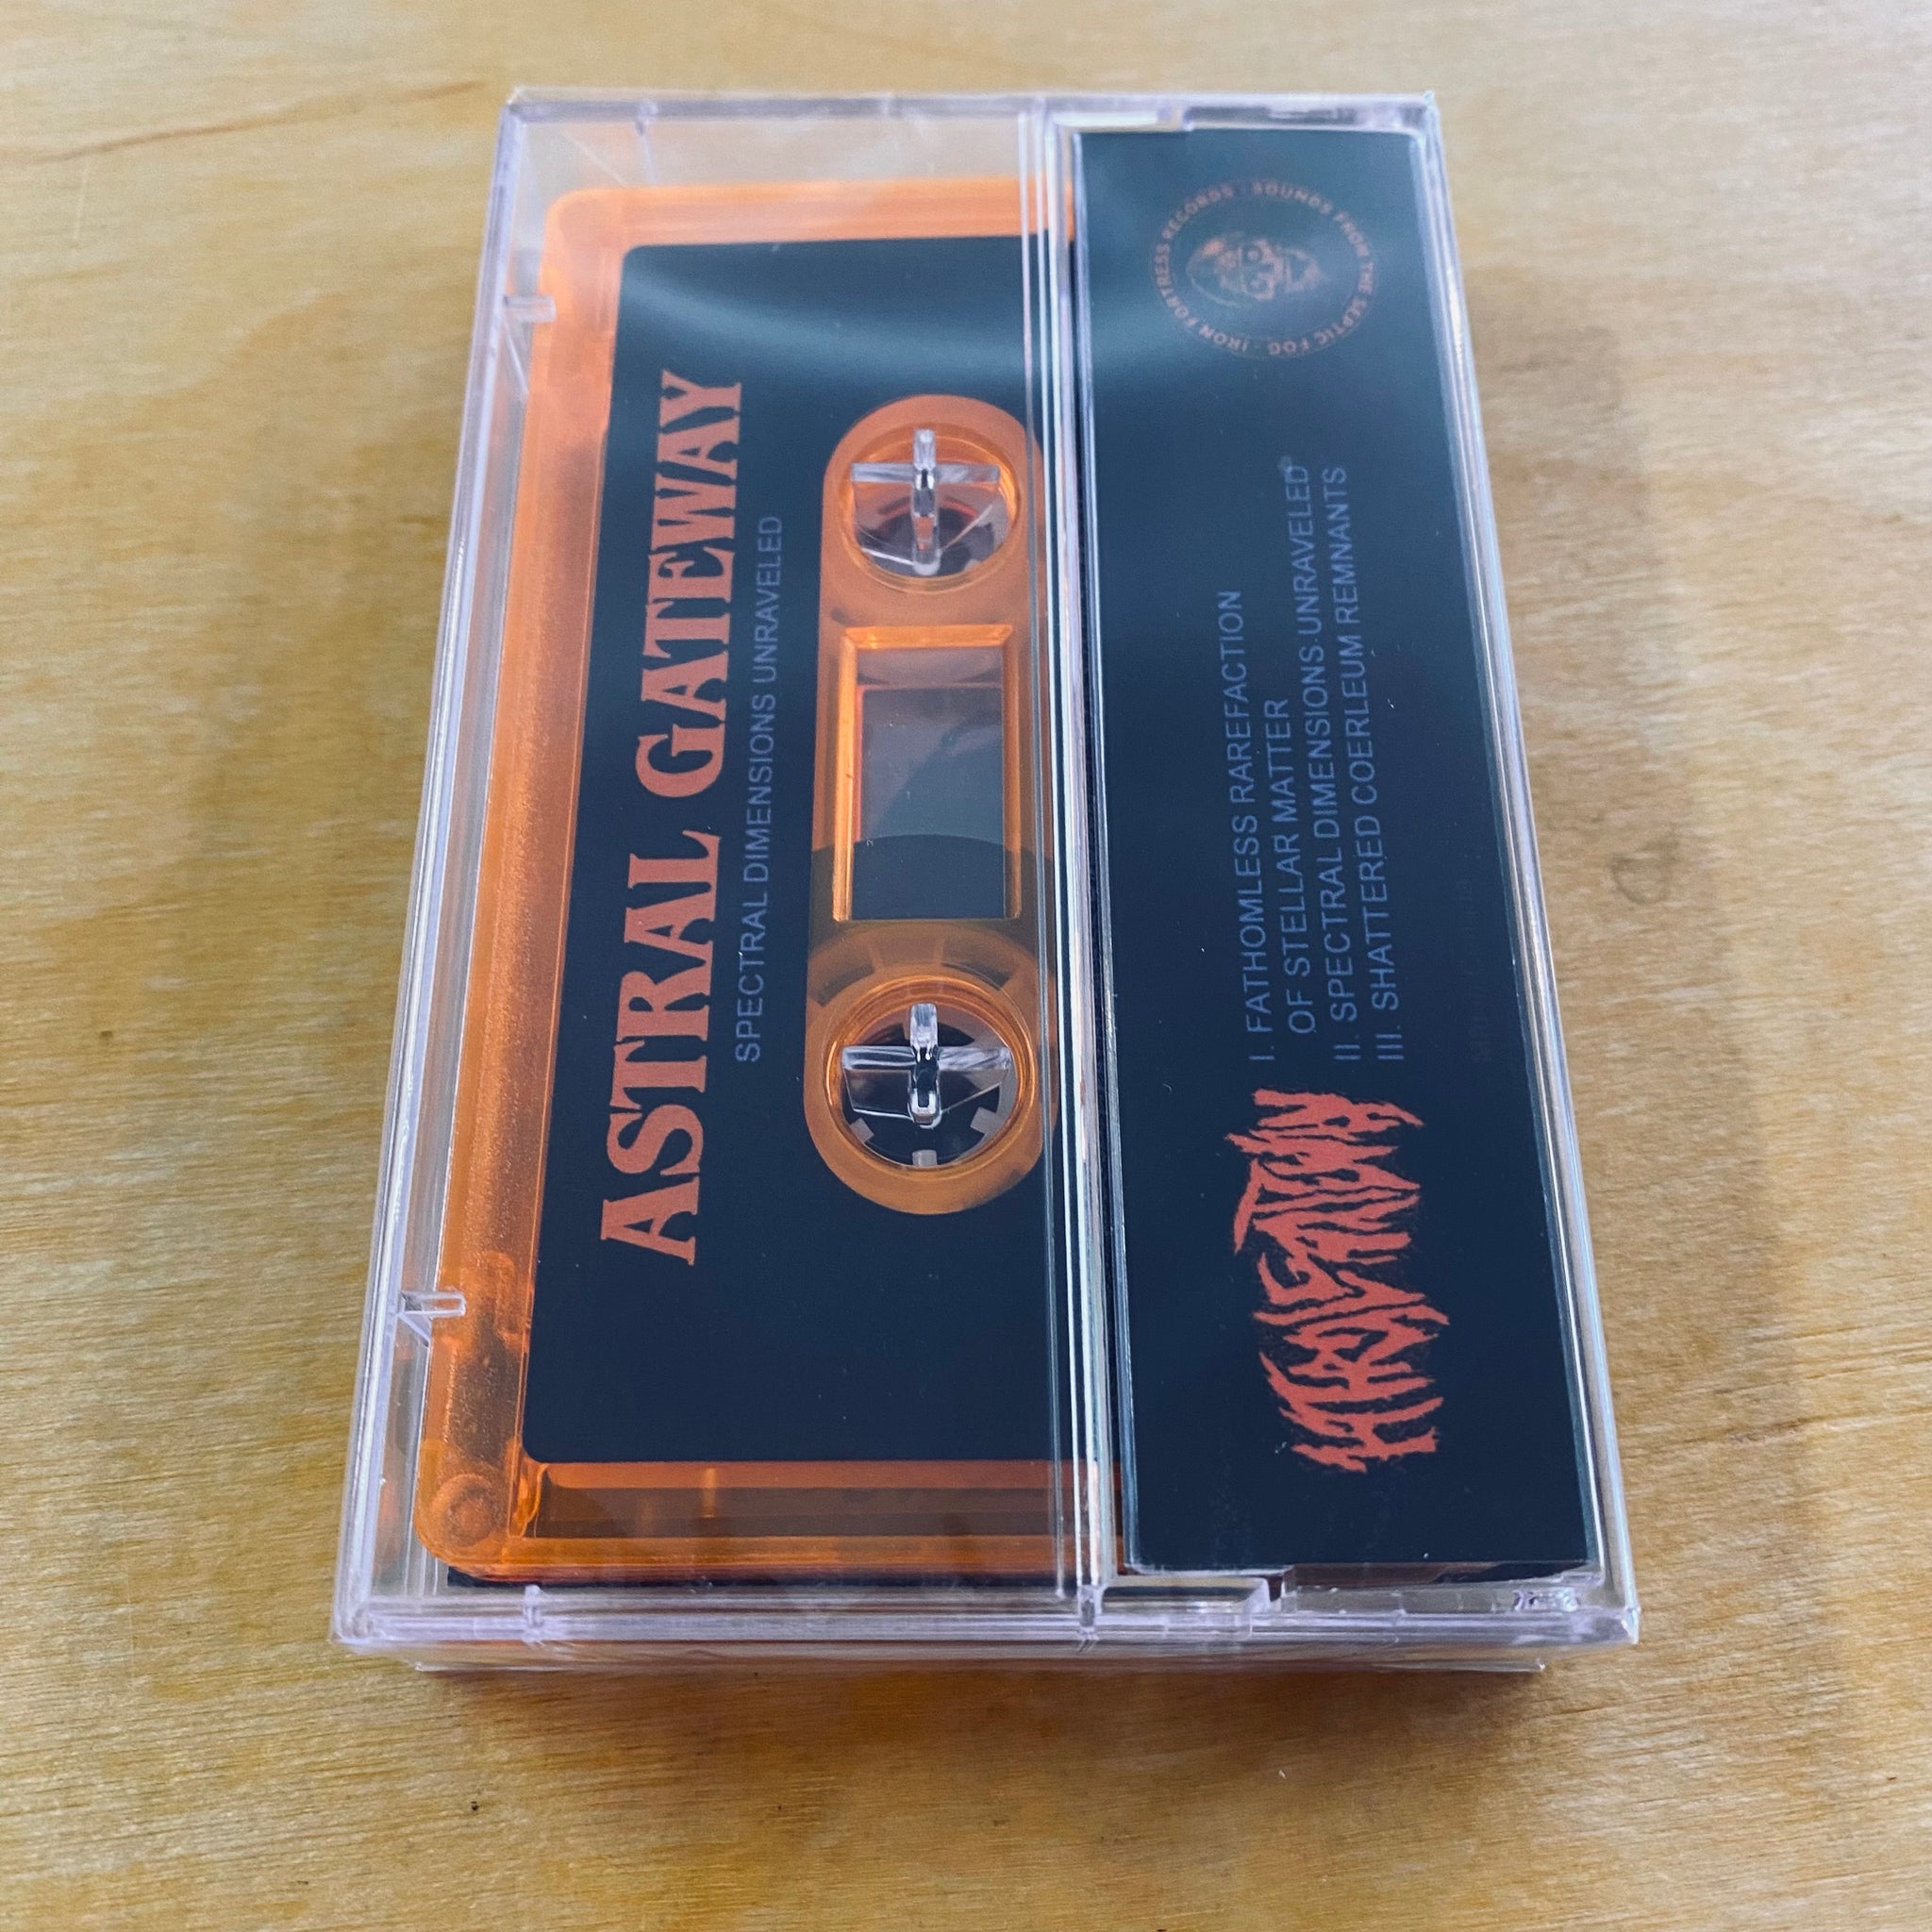 ASTRAL GATEWAY
SPECTRAL DIMENSIONS UNRAVELED
I. FATHOMLESS RAREFACTION
OF STELLAR MATTER
II. SPECTRAL DIMENSIONS UNRAVELED
III. SHATTERED COERLEUM REMNANTS
IRON FORTRESS RECORDS · SOUNDS FROM THE SEPTIC FOG ·